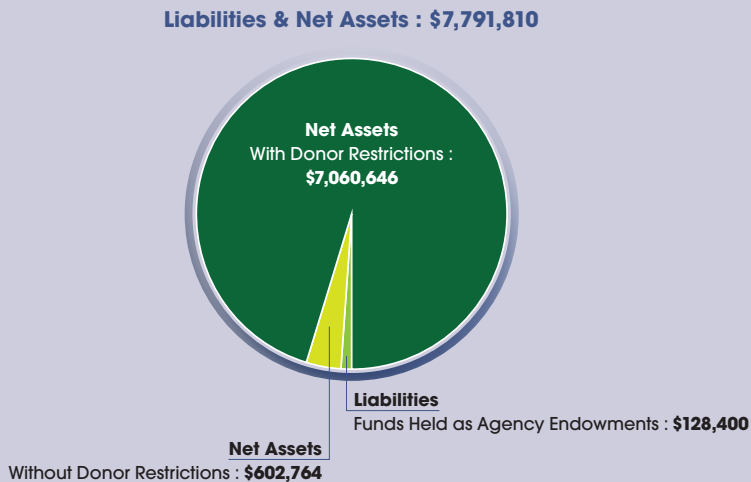 Liabilities & Net Assets : $7,791,810
Net Assets
With Donor Restrictions :
$7,060,646
Liabilities
Funds Held as Agency Endowments : $128,400
Net Assets
Without Donor Restrictions : $602,764